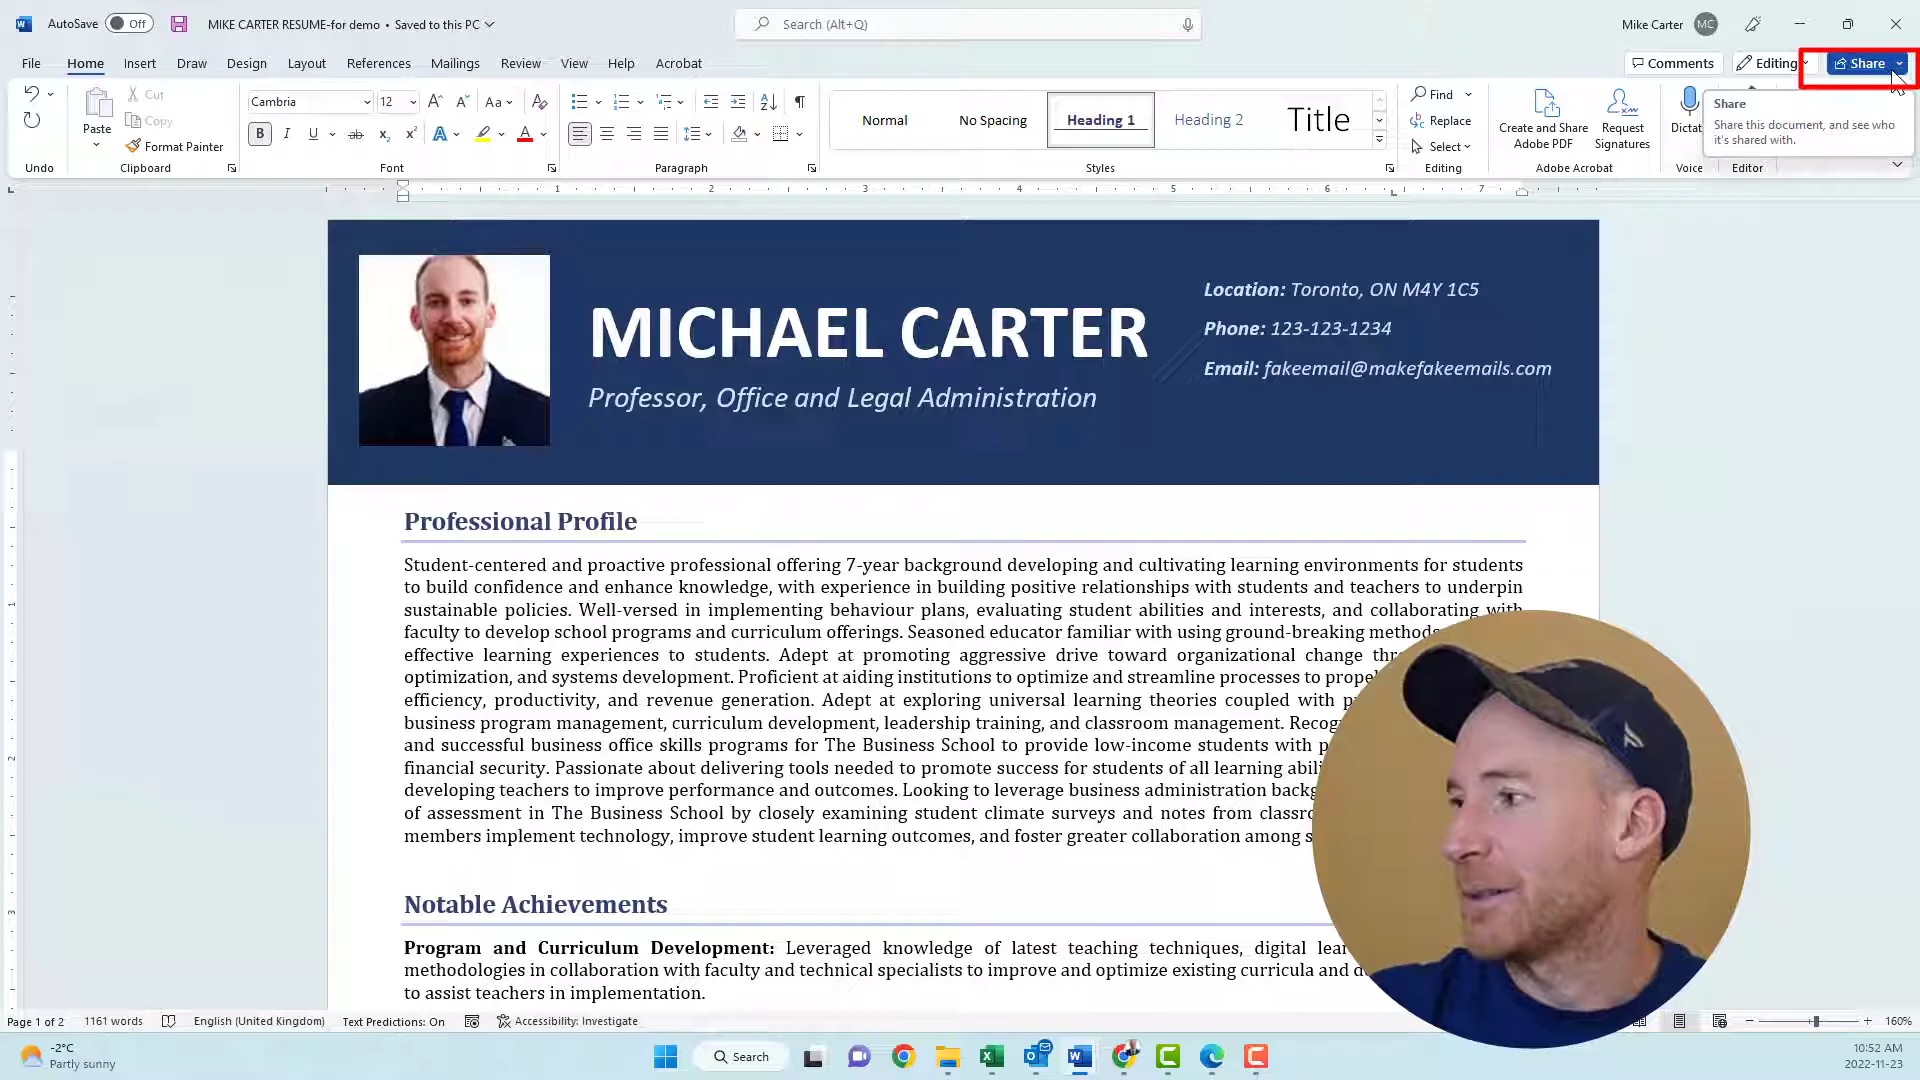 AutoSave Off MIKE CARTER RESUME-for demo • Saved to this PC Search (Alt+Q) Mike Carter MC
File Home Insert Draw Design Layout References Mailings Review View Help Acrobat Comments Editing Share
Paste
Cut
Copy
Format Painter
Cambria 12
Normal No Spacing Heading 1 Heading 2 Title
Find
Replace
Select
Create and Share
Adobe PDF
Request
Signatures
Dictat
Share
Share this document, and see who
it's shared with.
Undo Clipboard Font Paragraph Styles Editing Adobe Acrobat Voice Editor
1 2 3 4 5 6 7
MICHAEL CARTER
Professor, Office and Legal Administration
Location: Toronto, ON M4Y 1C5
Phone: 123-123-1234
Email: fakeemail@makefakeemails.com
Professional Profile
Student-centered and proactive professional offering 7-year background developing and cultivating learning environments for students
to build confidence and enhance knowledge, with experience in building positive relationships with students and teachers to underpin
sustainable policies. Well-versed in implementing behaviour plans, evaluating student abilities and interests, and collaborating with
faculty to develop school programs and curriculum offerings. Seasoned educator familiar with using ground-breaking methods
effective learning experiences to students. Adept at promoting aggressive drive toward organizational change
optimization, and systems development. Proficient at aiding institutions to optimize and streamline processes to
efficiency, productivity, and revenue generation. Adept at exploring universal learning theories coupled with
business program management, curriculum development, leadership training, and classroom management.
and successful business office skills programs for The Business School to provide low-income students with
financial security. Passionate about delivering tools needed to promote success for students of all learning
developing teachers to improve performance and outcomes. Looking to leverage business administration
of assessment in The Business School by closely examining student climate surveys and notes from
members implement technology, improve student learning outcomes, and foster greater collaboration among
Notable Achievements
Program and Curriculum Development: Leveraged knowledge of latest teaching techniques, digital
methodologies in collaboration with faculty and technical specialists to improve and optimize existing curricula and
to assist teachers in implementation.
Page 1 of 2 1161 words English (United Kingdom) Text Predictions: On Accessibility: Investigate 160%
-2°C
Partly sunny
Search
10:52 AM
2022-11-23